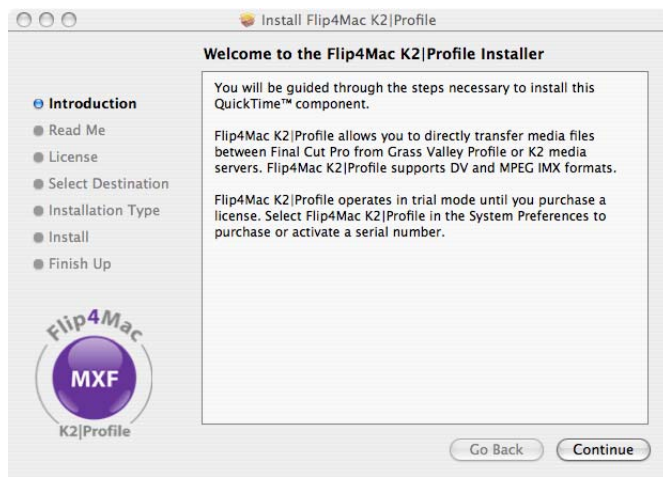 Install Flip4Mac K2|Profile
Welcome to the Flip4Mac K2|Profile Installer
Introduction
Read Me
License
Select Destination
Installation Type
Install
Finish Up
You will be guided through the steps necessary to install this
QuickTime™ component.
Flip4Mac K2|Profile allows you to directly transfer media files
between Final Cut Pro from Grass Valley Profile or K2 media
servers. Flip4Mac K2|Profile supports DV and MPEG IMX formats.
Flip4Mac K2|Profile operates in trial mode until you purchase a
license. Select Flip4Mac K2|Profile in the System Preferences to
purchase or activate a serial number.
Flip4Mac
MXF
K2|Profile
Go Back
Continue